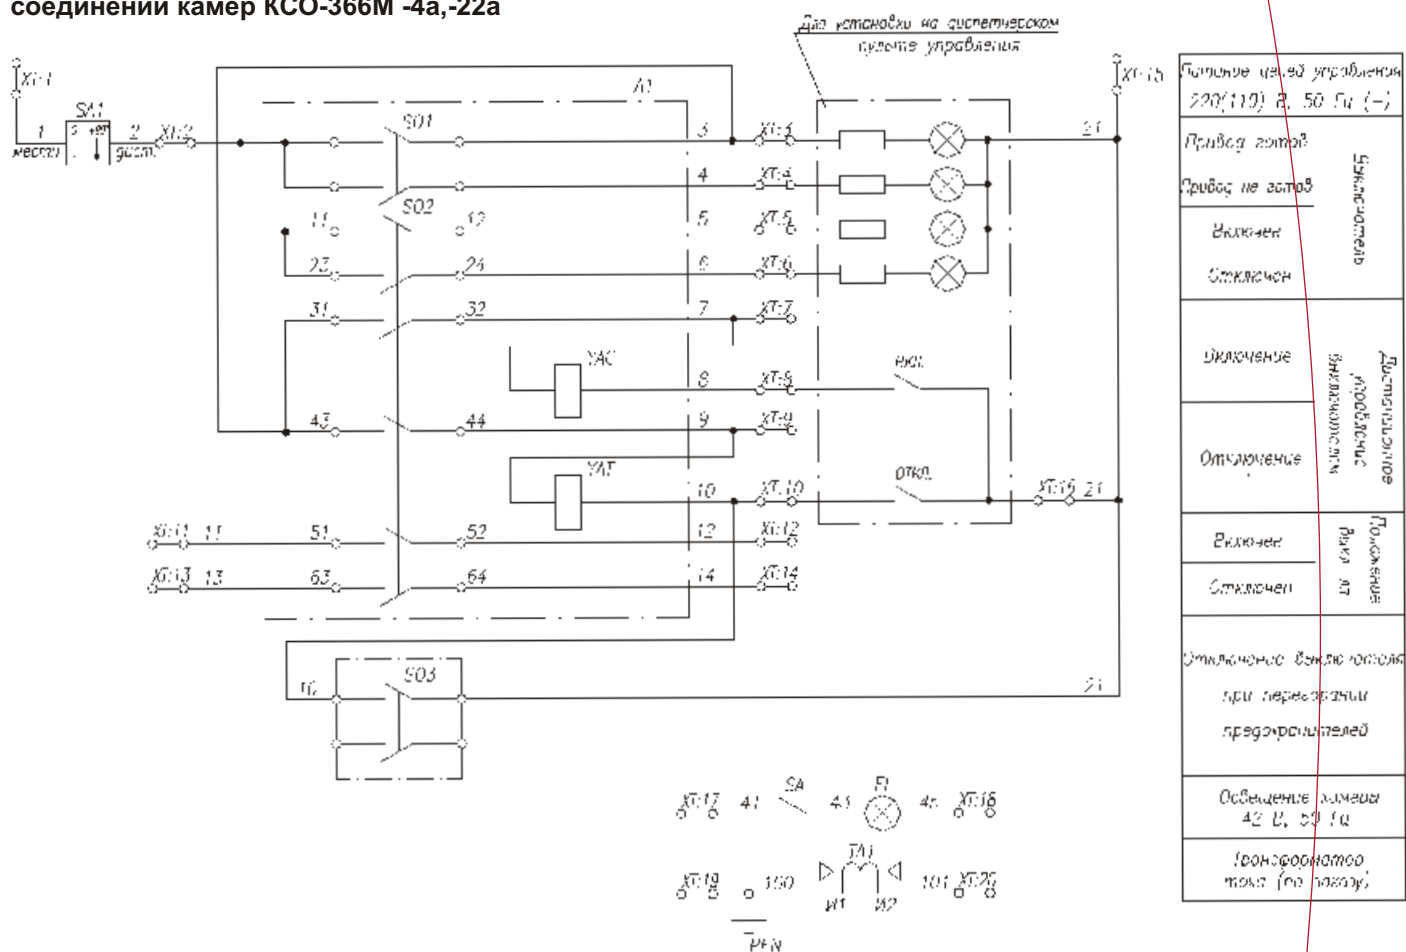 соединений камер КСО-366М -4а,-22а
Для установки на диспетчерском
пульте управления
XT:1
SA1
1
2
местн
дист.
XT:2
A1
SQ1
3
XT:3
21
XT:15
4
XT:4
SQ2
11
12
5
XT:5
23
24
6
XT:6
31
32
7
XT:7
YAC
8
XT:8
ВКЛ.
43
44
9
XT:9
YAT
10
XT:10
ОТКЛ.
XT:16
21
XT:11
11
51
52
12
XT:12
XT:13
13
63
64
14
XT:14
SQ3
10
21
XT:17
41
SA
43
EL
45
XT:18
XT:19
100
TA1
И1
И2
101
XT:20
PEN
Питание цепей управления
220(110) В, 50 Гц (~)
Привод готов
Привод не готов
Включен
Отключен
Выключатель
Включение
Отключение
Дистанционное
управление
выключателем
Включен
Отключен
Положение
Отключение выключателя
при перегорании
предохранителей
Освещение камеры
42 В, 50 Гц
Трансформатор
тока (по заказу)